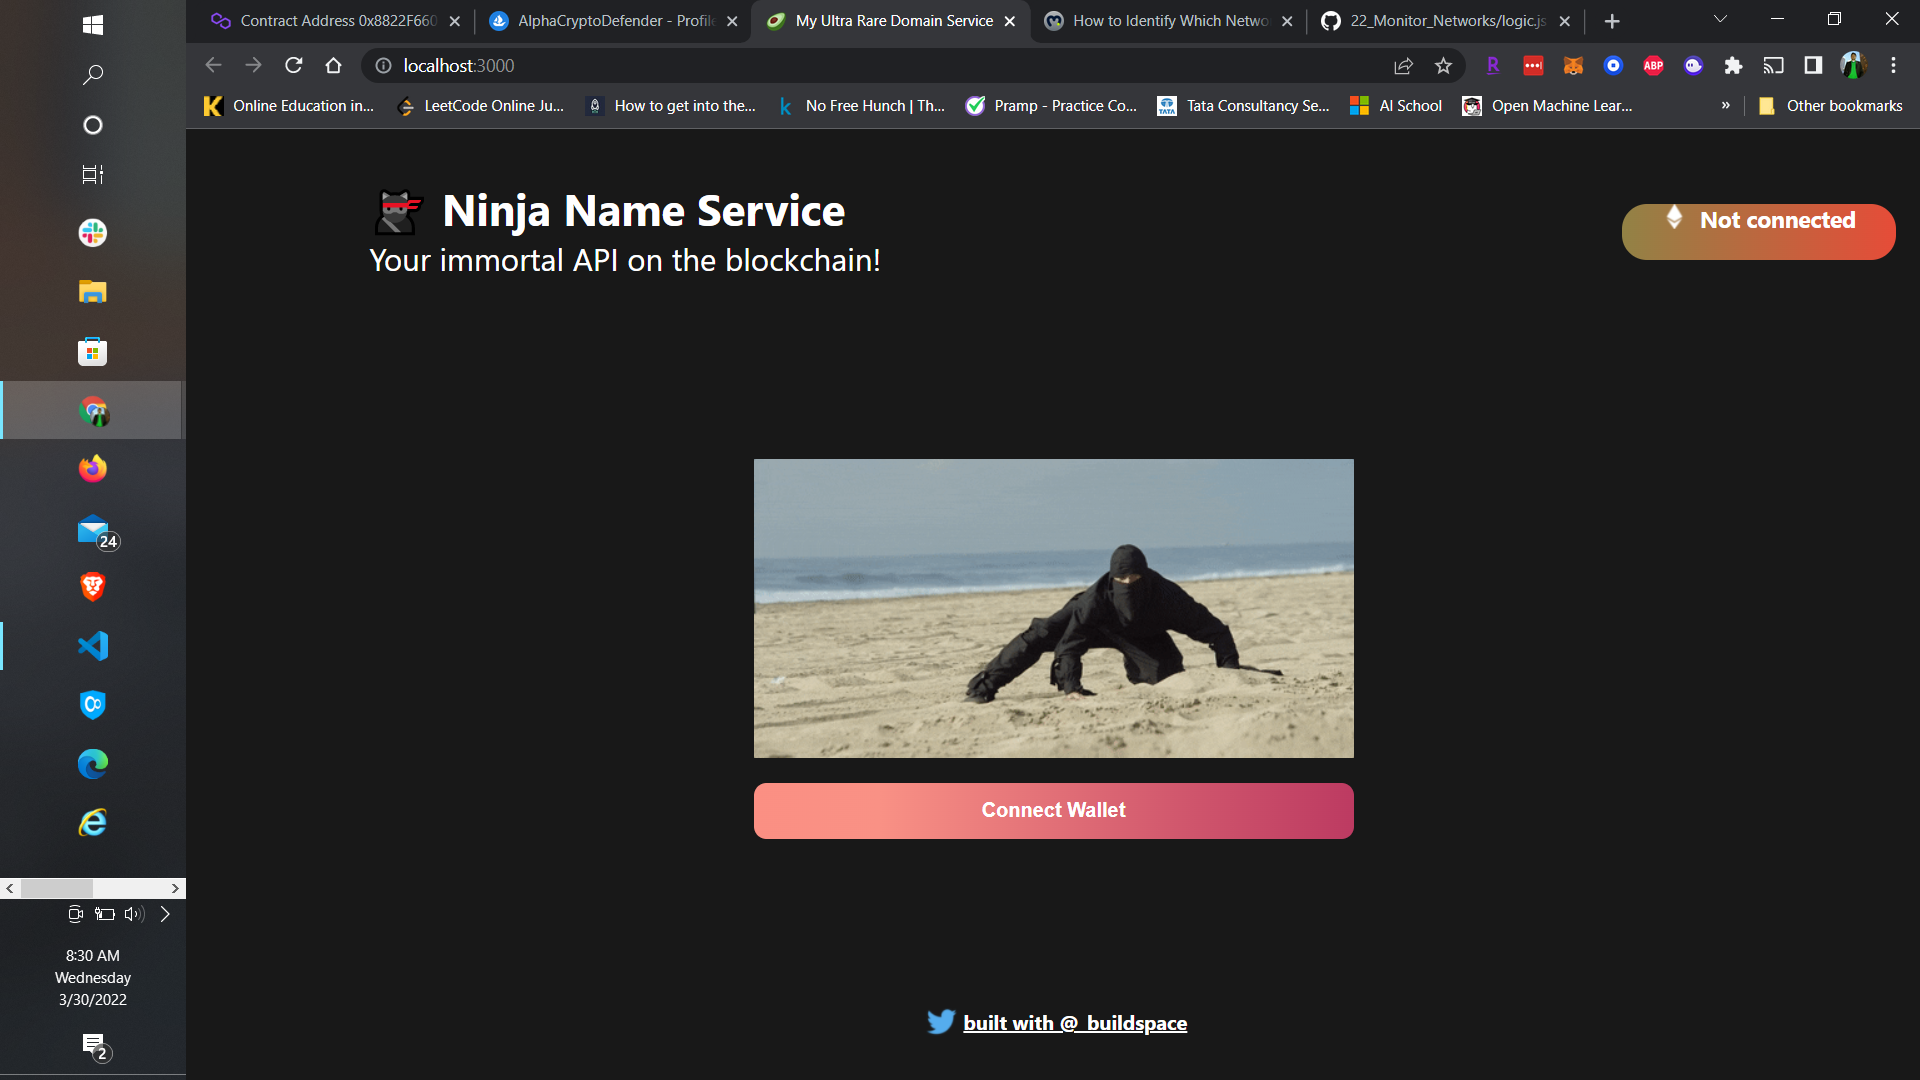 Contract Address 0x8822F660
AlphaCryptoDefender - Profile
My Ultra Rare Domain Service
How to Identify Which Netwo
22_Monitor_Networks/logic.js
localhost:3000
Online Education in...
LeetCode Online Ju...
How to get into the...
No Free Hunch | Th...
Pramp - Practice Co...
Tata Consultancy Se...
AI School
Open Machine Lear...
»
Other bookmarks
R
ABP
TATA
Ninja Name Service
Your immortal API on the blockchain!
Not connected
Connect Wallet
built with @_buildspace
24
8:30 AM
Wednesday
3/30/2022
2